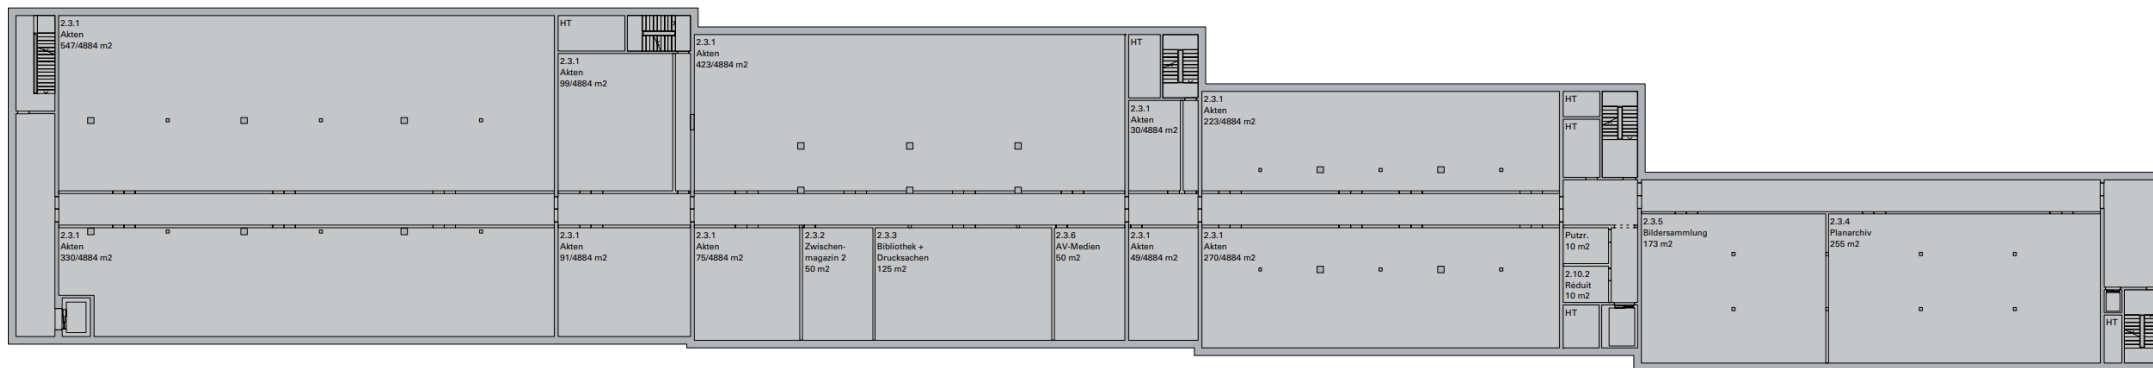 2.3.1
Akten
547/4884 m2
HT
2.3.1
Akten
99/4884 m2
2.3.1
Akten
423/4884 m2
HT
2.3.1
Akten
30/4884 m2
2.3.1
Akten
223/4884 m2
HT
HT
2.3.1
Akten
330/4884 m2
2.3.1
Akten
91/4884 m2
2.3.1
Akten
75/4884 m2
2.3.2
Zwischen-
magazin 2
50 m2
2.3.3
Bibliothek +
Drucksachen
125 m2
2.3.6
AV-Medien
50 m2
2.3.1
Akten
49/4884 m2
2.3.1
Akten
270/4884 m2
Putzr.
10 m2
2.10.2
Réduit
10 m2
HT
2.3.5
Bildersammlung
173 m2
2.3.4
Planarchiv
255 m2
HT